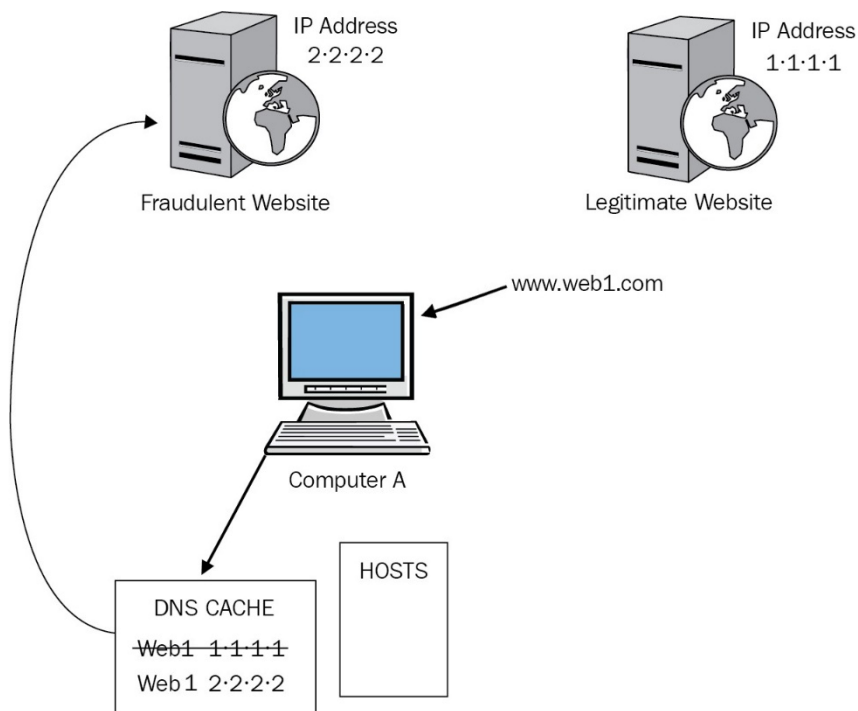 IP Address
2·2·2·2
IP Address
1·1·1·1
Fraudulent Website
Legitimate Website
www.web1.com
Computer A
HOSTS
DNS CACHE
Web1 1·1·1·1
Web1 2·2·2·2